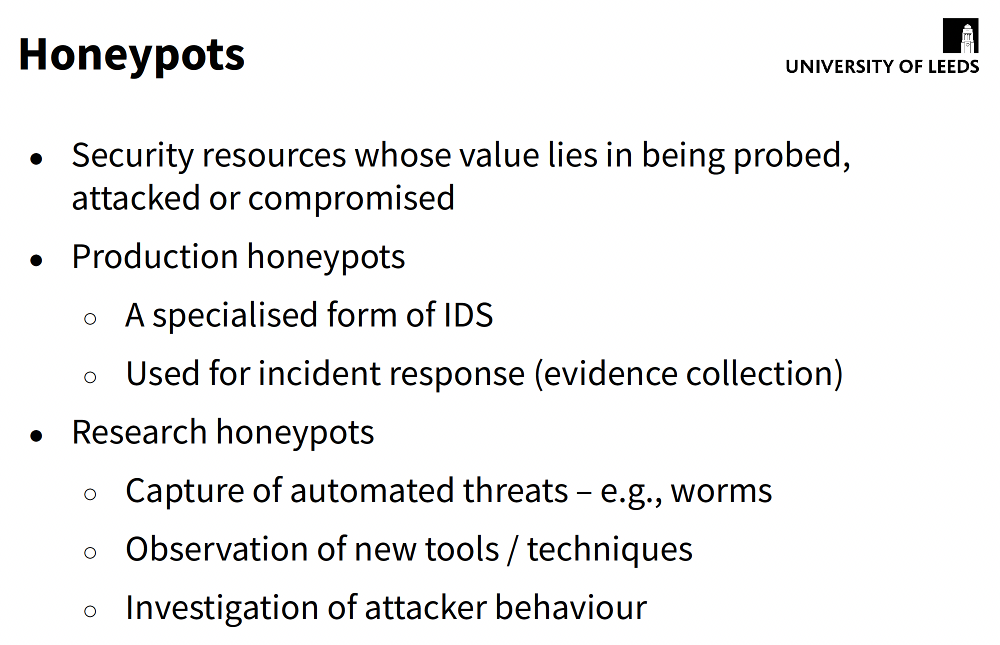 Honeypots
UNIVERSITY OF LEEDS
● Security resources whose value lies in being probed,
attacked or compromised
● Production honeypots
○ A specialised form of IDS
○ Used for incident response (evidence collection)
● Research honeypots
○ Capture of automated threats – e.g., worms
○ Observation of new tools / techniques
○ Investigation of attacker behaviour